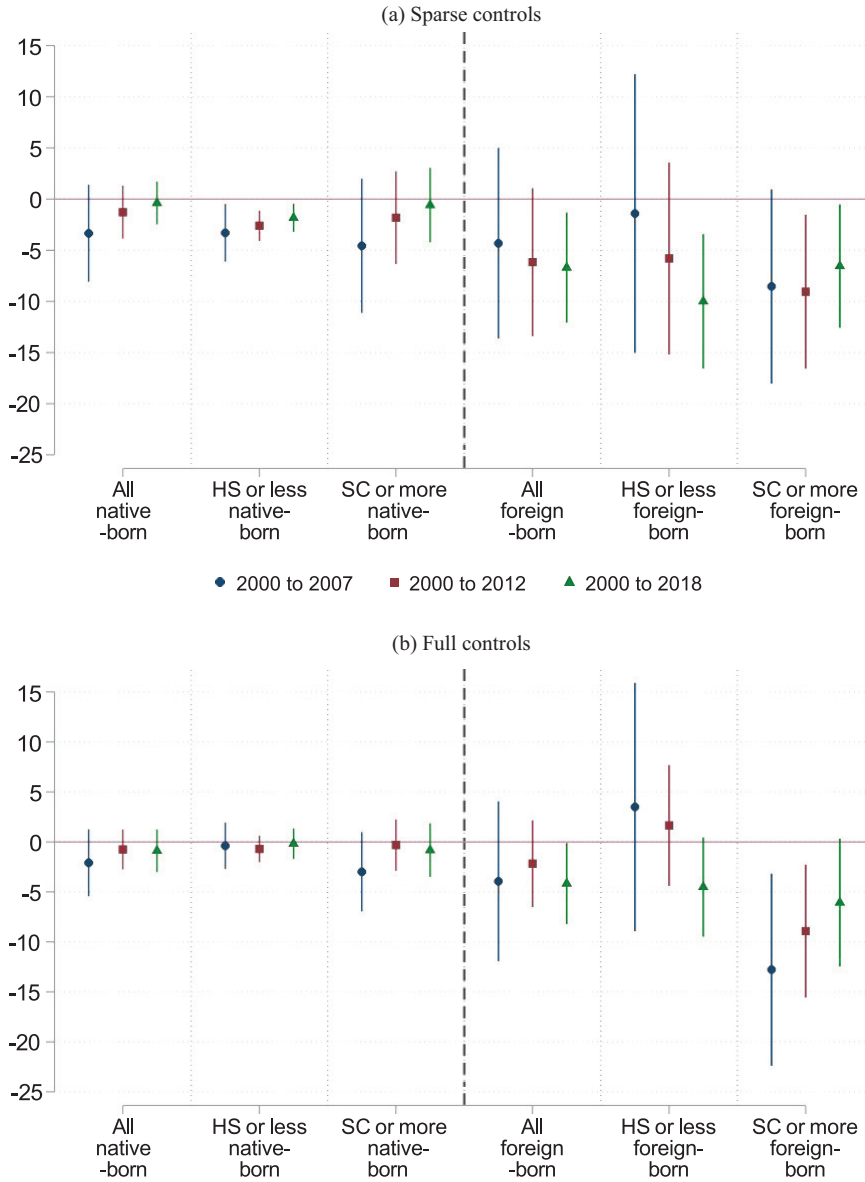 (a) Sparse controls
15
10
5
0
-5
-10
-15
-20
-25
All native -born
HS or less native- born
SC or more native- born
All foreign -born
HS or less foreign- born
SC or more foreign- born
2000 to 2007 2000 to 2012 2000 to 2018
(b) Full controls
15
10
5
0
-5
-10
-15
-20
-25
All native -born
HS or less native- born
SC or more native- born
All foreign -born
HS or less foreign- born
SC or more foreign- born